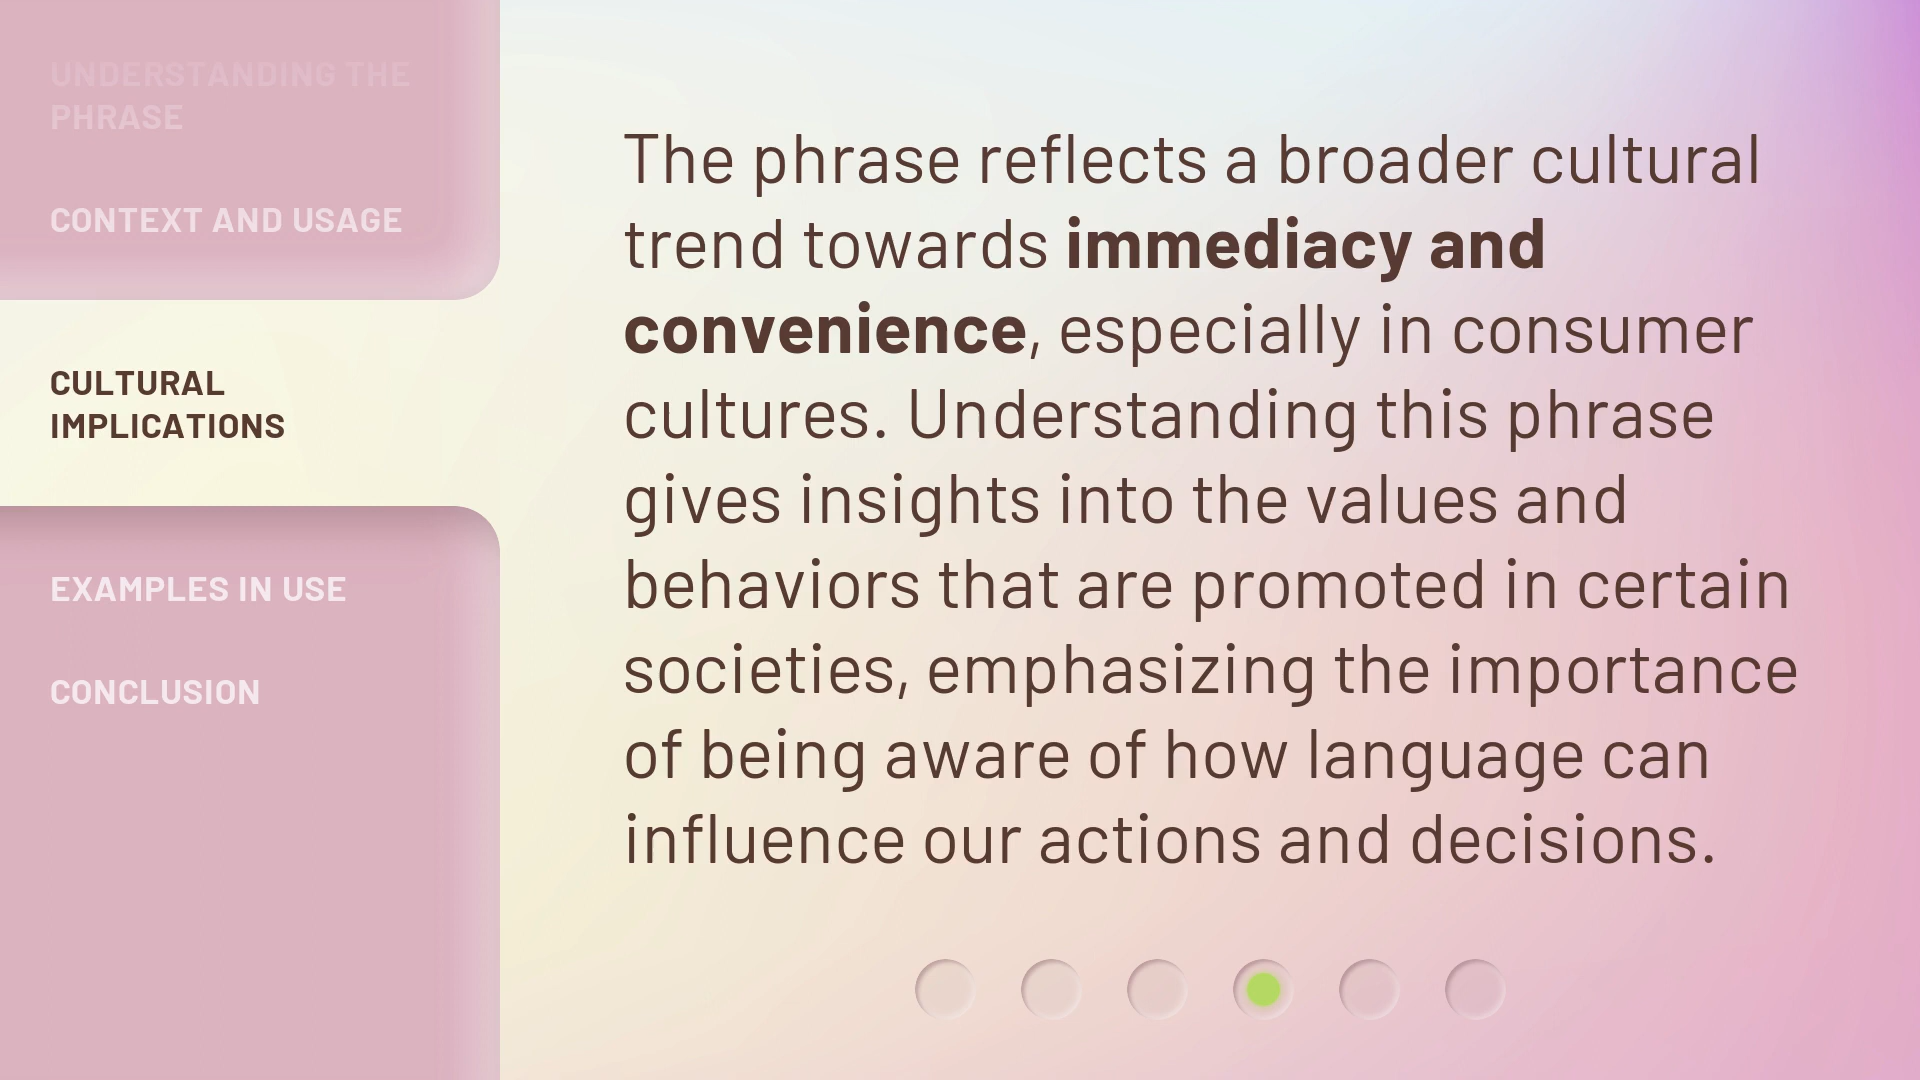 UNDERSTANDING THE
PHRASE
CONTEXT AND USAGE
CULTURAL
IMPLICATIONS
EXAMPLES IN USE
CONCLUSION
The phrase reflects a broader cultural
trend towards immediacy and
convenience, especially in consumer
cultures. Understanding this phrase
gives insights into the values and
behaviors that are promoted in certain
societies, emphasizing the importance
of being aware of how language can
influence our actions and decisions.